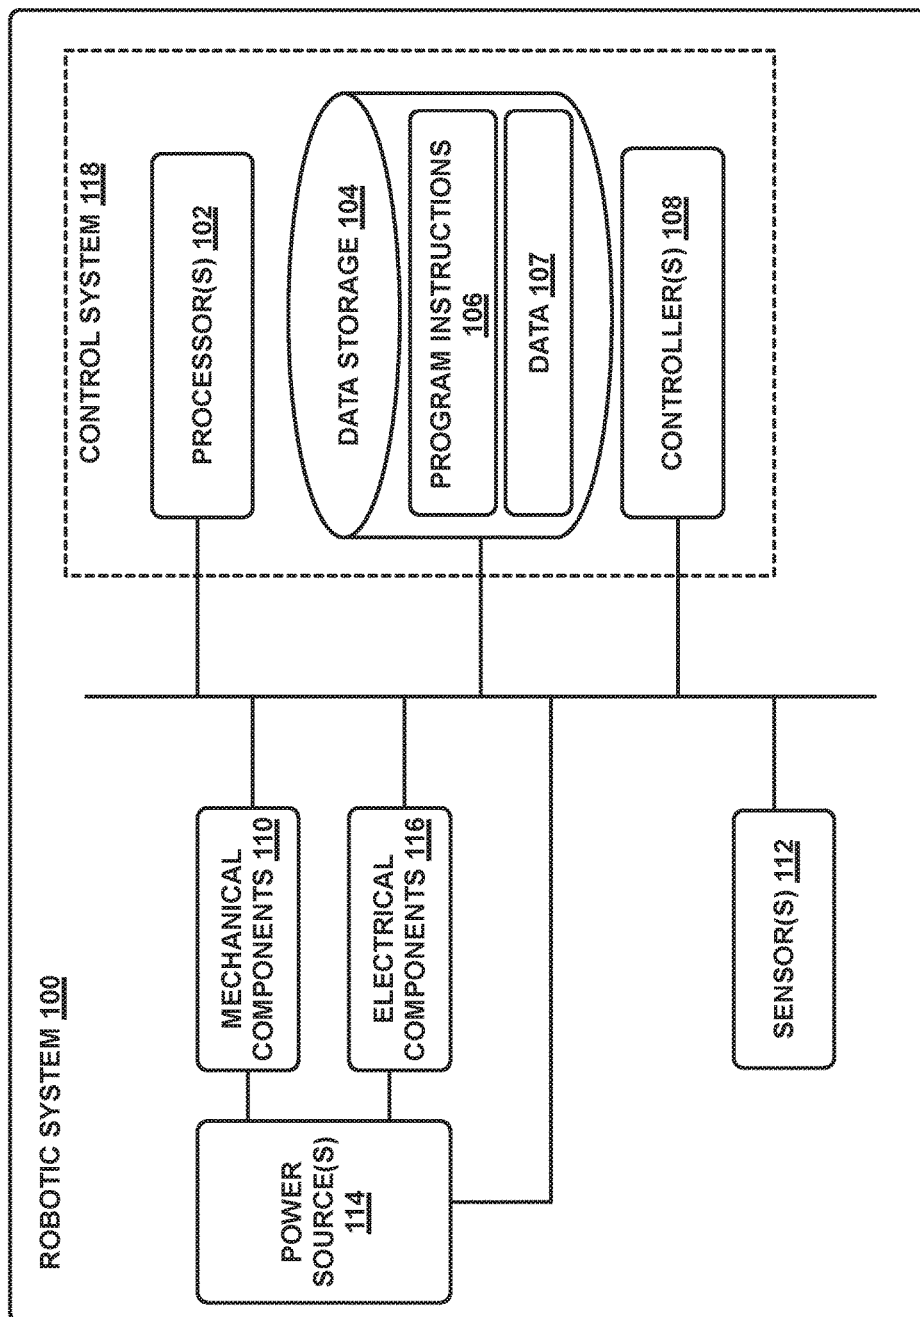 ROBOTIC SYSTEM 100
POWER
SOURCE(S)
114
MECHANICAL
COMPONENTS 110
ELECTRICAL
COMPONENTS 116
SENSOR(S) 112
CONTROL SYSTEM 118
PROCESSOR(S) 102
DATA STORAGE 104
PROGRAM INSTRUCTIONS
106
DATA 107
CONTROLLER(S) 108